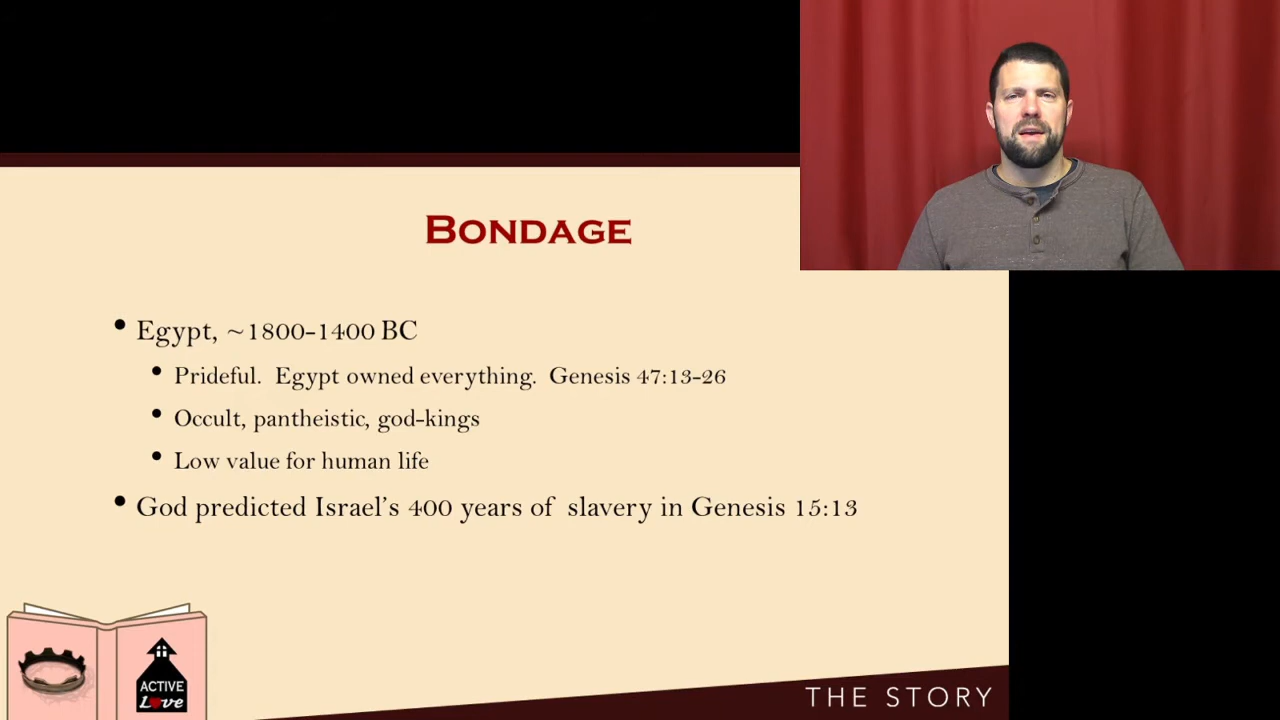 Bondage
• Egypt, ~1800-1400 BC
• Prideful.  Egypt owned everything.  Genesis 47:13-26
• Occult, pantheistic, god-kings
• Low value for human life
• God predicted Israel’s 400 years of  slavery in Genesis 15:13
ACTIVE
Love
THE STORY